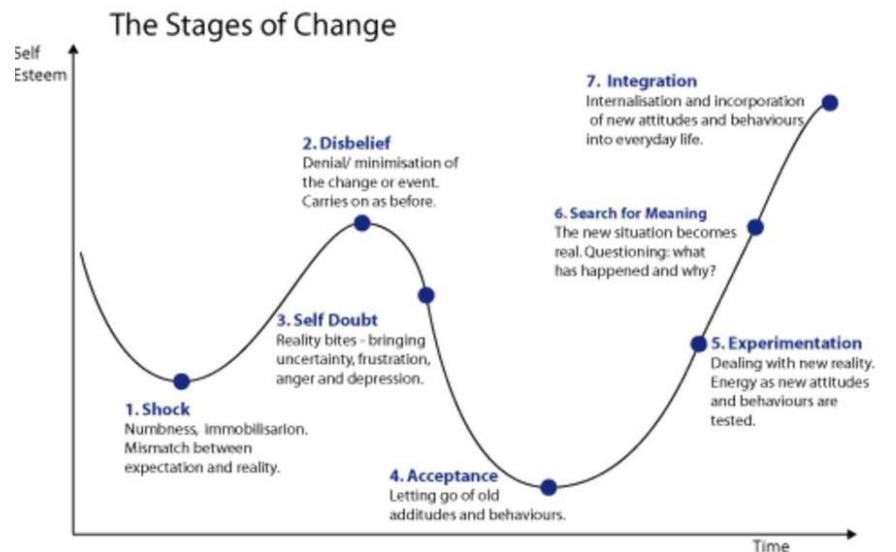 The Stages of Change
Self
Esteem
7. Integration
Internalisation and incorporation
of new attitudes and behaviours
into everyday life.
2. Disbelief
Denial/ minimisation of
the change or event.
Carries on as before.
6. Search for Meaning
The new situation becomes
real. Questioning: what
has happened and why?
3. Self Doubt
Reality bites - bringing
uncertainty, frustration,
anger and depression.
5. Experimentation
Dealing with new reality.
Energy as new attitudes
and behaviours are
tested.
1. Shock
Numbness, immobilisarion.
Mismatch between
expectation and reality.
4. Acceptance
Letting go of old
additudes and behaviours.
Time